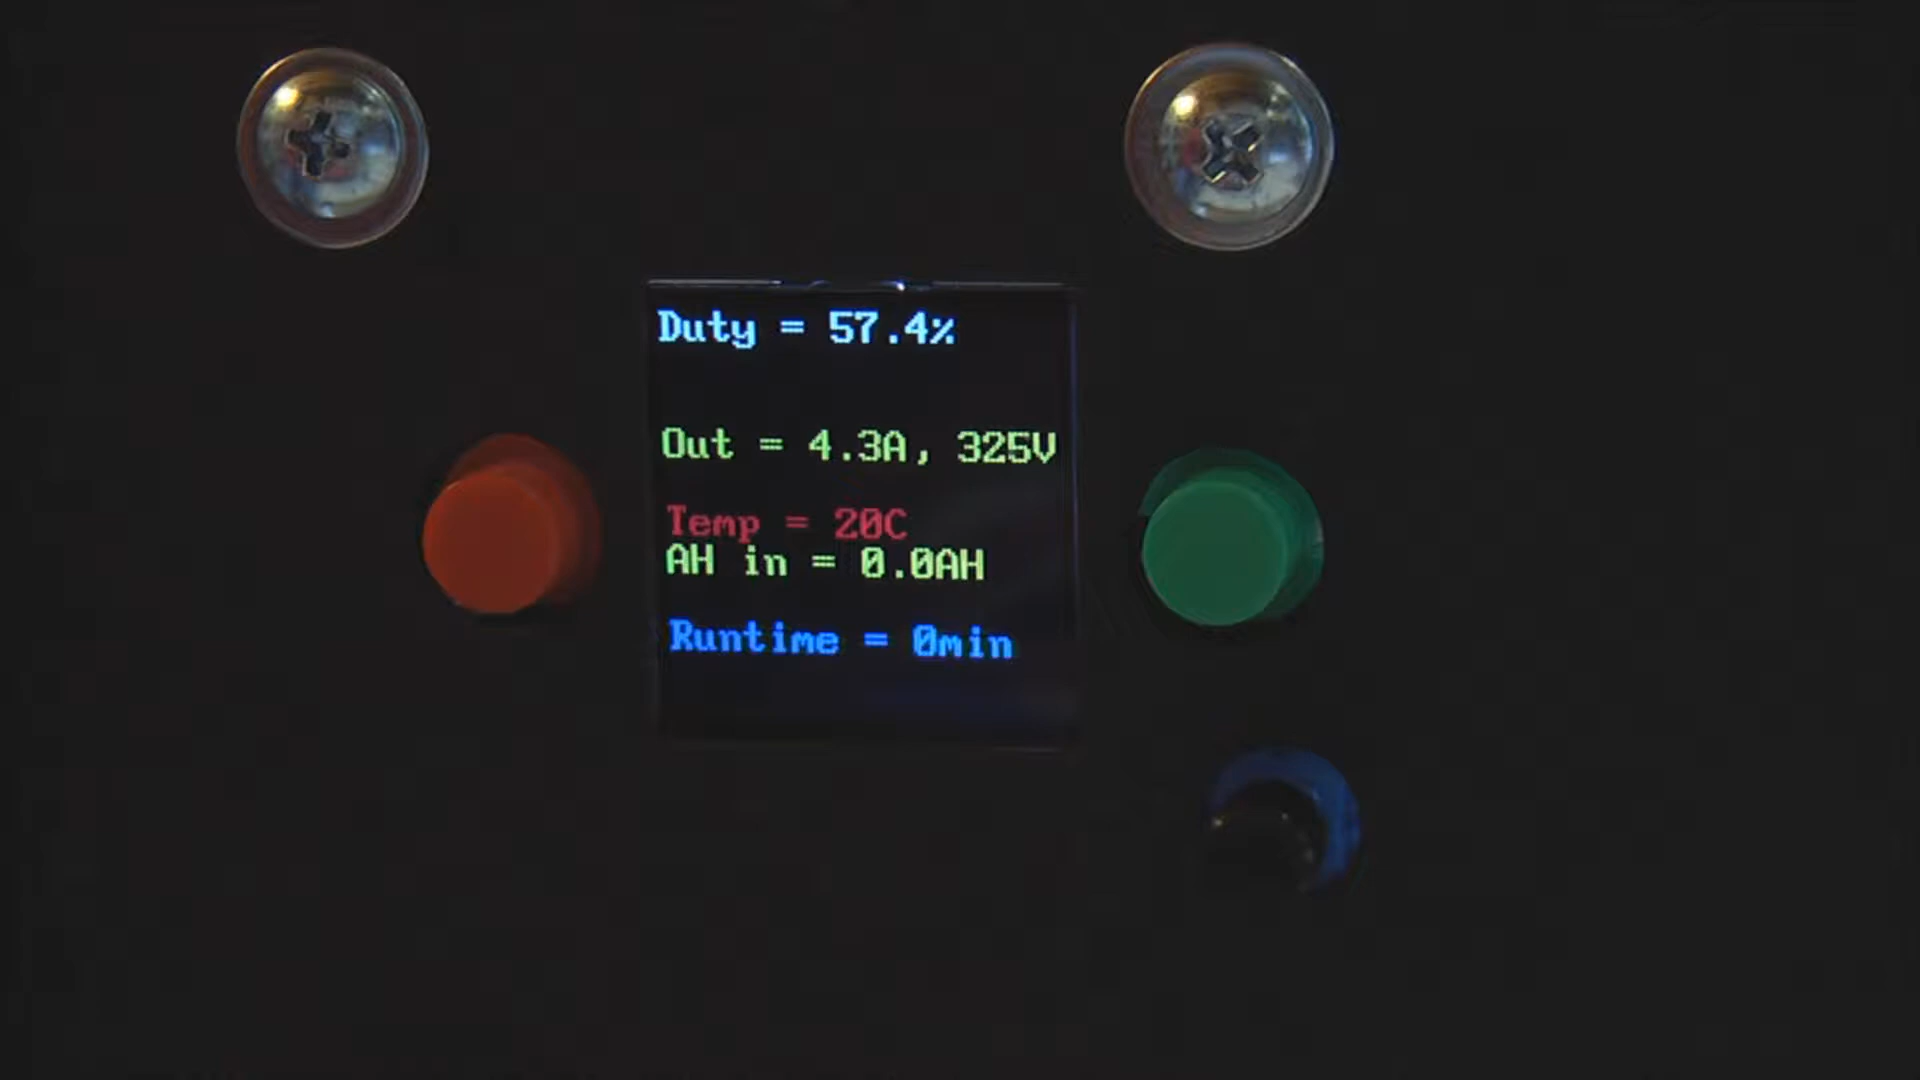 Duty = 57.4%
Out = 4.3A, 325V
Temp = 20C
AH in = 0.0AH
Runtime = 0min